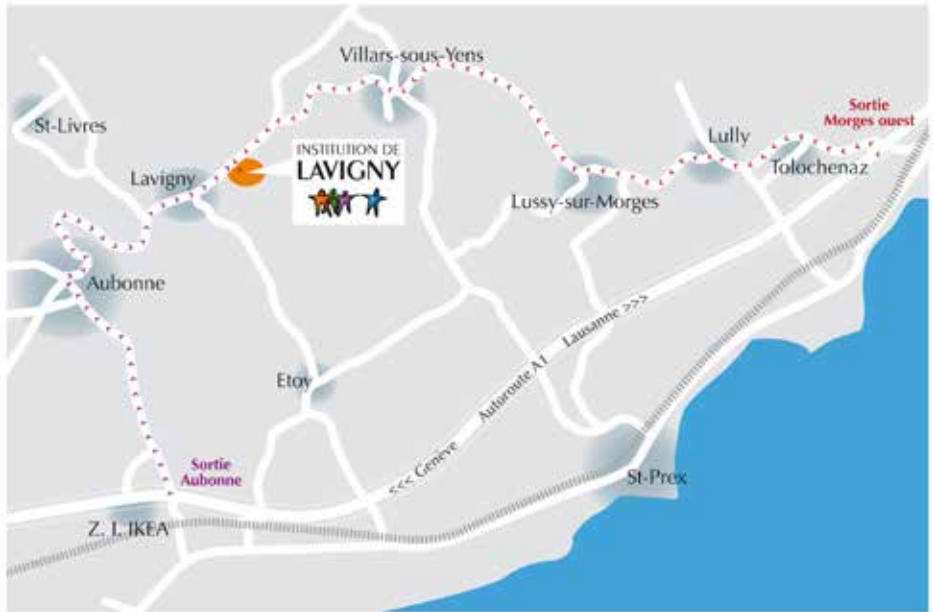 Villars-sous-Yens
Sortie
Morges ouest
St-Livres
Lully
INSTITUTION DE
LAVIGNY
Tolochenaz
Lavigny
Lussy-sur-Morges
Aubonne
Lausanne >>>
Autoroute A1
<<< Genève
Etoy
Sortie
Aubonne
St-Prex
Z. I. IKEA